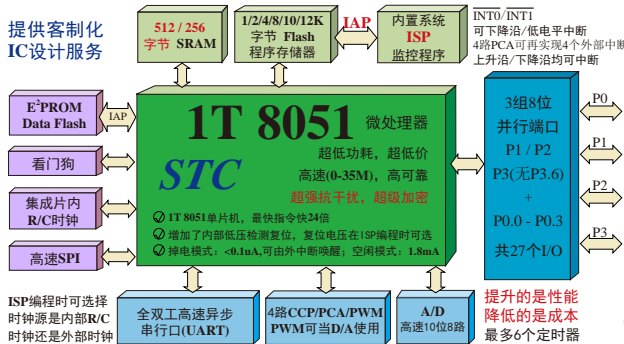 提供客制化
IC设计服务
512 / 256
字节 SRAM
1/2/4/8/10/12K
字节 Flash
程序存储器
IAP
内置系统
ISP
监控程序
INT0/INT1
可下降沿/低电平中断
4路PCA可再实现4个外部中断
上升沿/下降沿均可中断
E²PROM
Data Flash
IAP
看门狗
集成片内
R/C时钟
高速SPI
1T 8051 微处理器
STC
超低功耗，超低价
高速(0-35M)，高可靠
超强抗干扰，超级加密
1T 8051单片机，最快指令快24倍
增加了内部低压检测复位，复位电压在ISP编程时可选
掉电模式：<0.1uA,可由外中断唤醒；空闲模式：1.8mA
3组8位
并行端口
P1 / P2
P3(无P3.6)
+
P0.0 - P0.3
共27个I/O
P0
P1
P2
P3
ISP编程时可选择
时钟源是内部R/C
时钟还是外部时钟
全双工高速异步
串行口(UART)
4路CCP/PCA/PWM
PWM可当D/A使用
A/D
高速10位8路
提升的是性能
降低的是成本
最多6个定时器